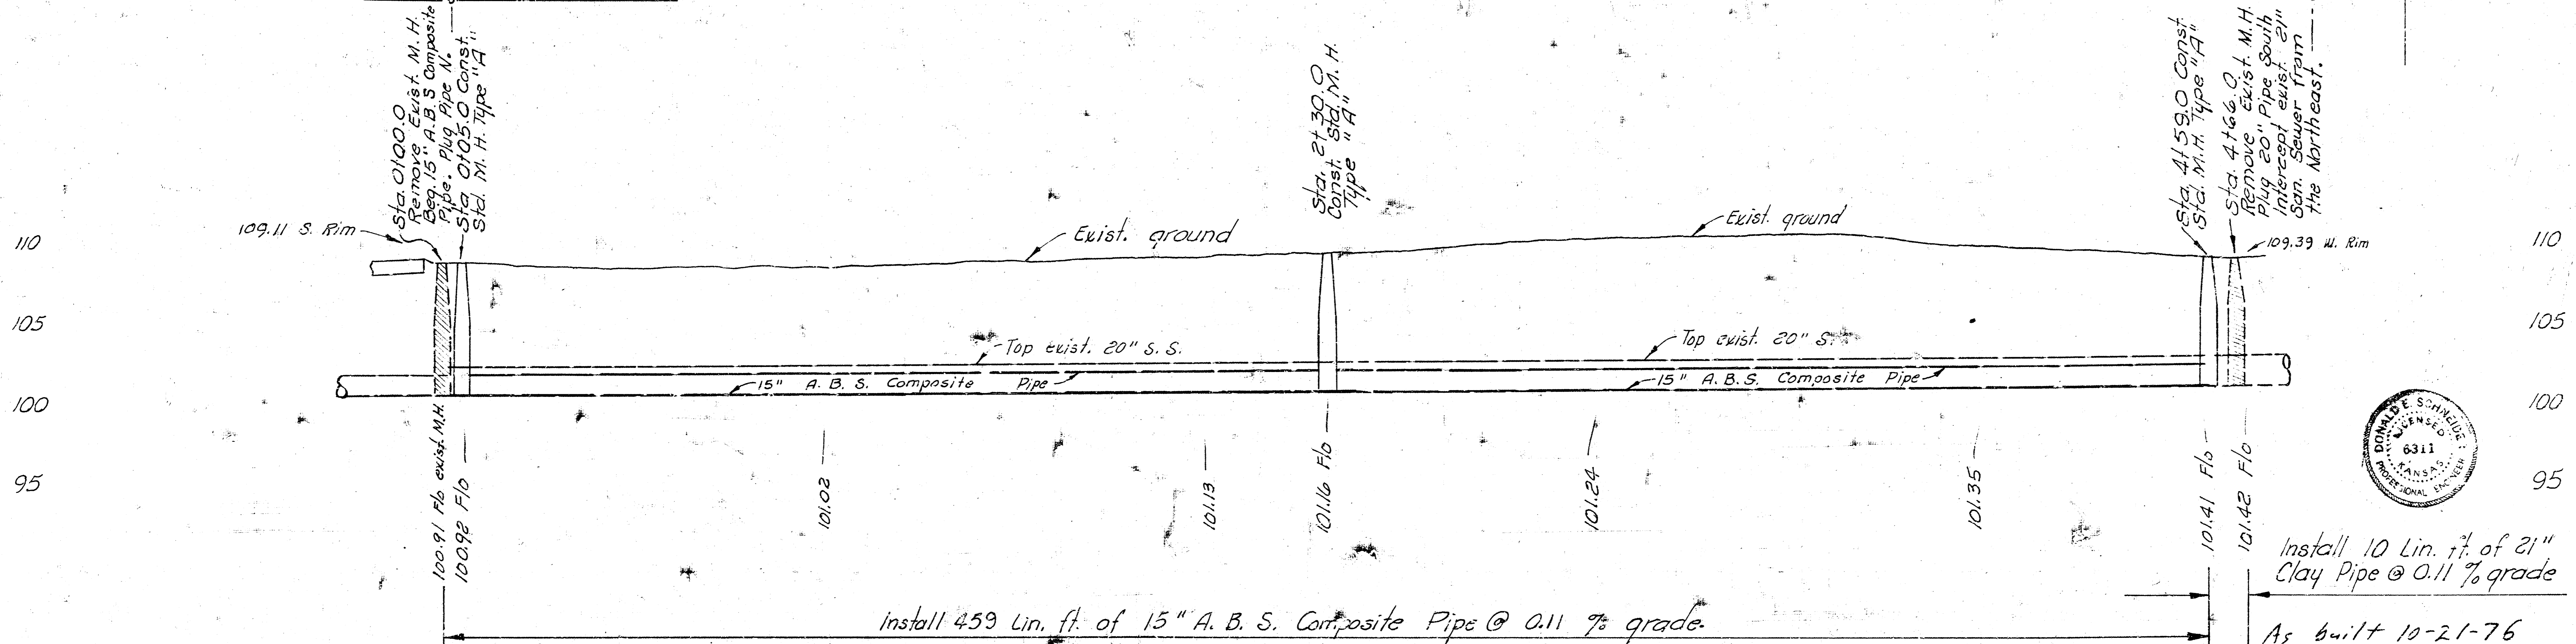 Sta. 0+00.0
Remove Exist. M.H.
Beg. 15" A.B.S Composite
Pipe. Plug Pipe N.
Sta 0+05.0 Const.
Std. M.H. Type "A"
Sta. 2+30.0
Const. Std. M.H.
Type "A"
Sta. 4+59.0 Const.
Std. M.H. Type "A"
Sta. 4+66.0
Remove Exist. M.H.
Plug 20" Pipe South
Intercept exist. 21"
San. Sewer from
the Northeast.
109.11 S. Rim
Exist. ground
Exist. ground
109.39 W. Rim
110
110
105
105
Top exist. 20" S.S.
Top exist. 20" S.
15" A.B.S. Composite Pipe
15" A.B.S. Composite Pipe
100
100
95
95
100.91 Flo exist. M.H.
100.92 Flo
101.02
101.13
101.16 Flo
101.24
101.35
101.41 Flo
101.42 Flo
DONALD E. SCHNEIDER
LICENSED
6311
KANSAS
PROFESSIONAL ENGINEER
Install 10 Lin. ft. of 21"
Clay Pipe @ 0.11 % grade
Install 459 Lin. ft. of 15" A.B.S. Composite Pipe @ 0.11 % grade.
As built 10-21-76